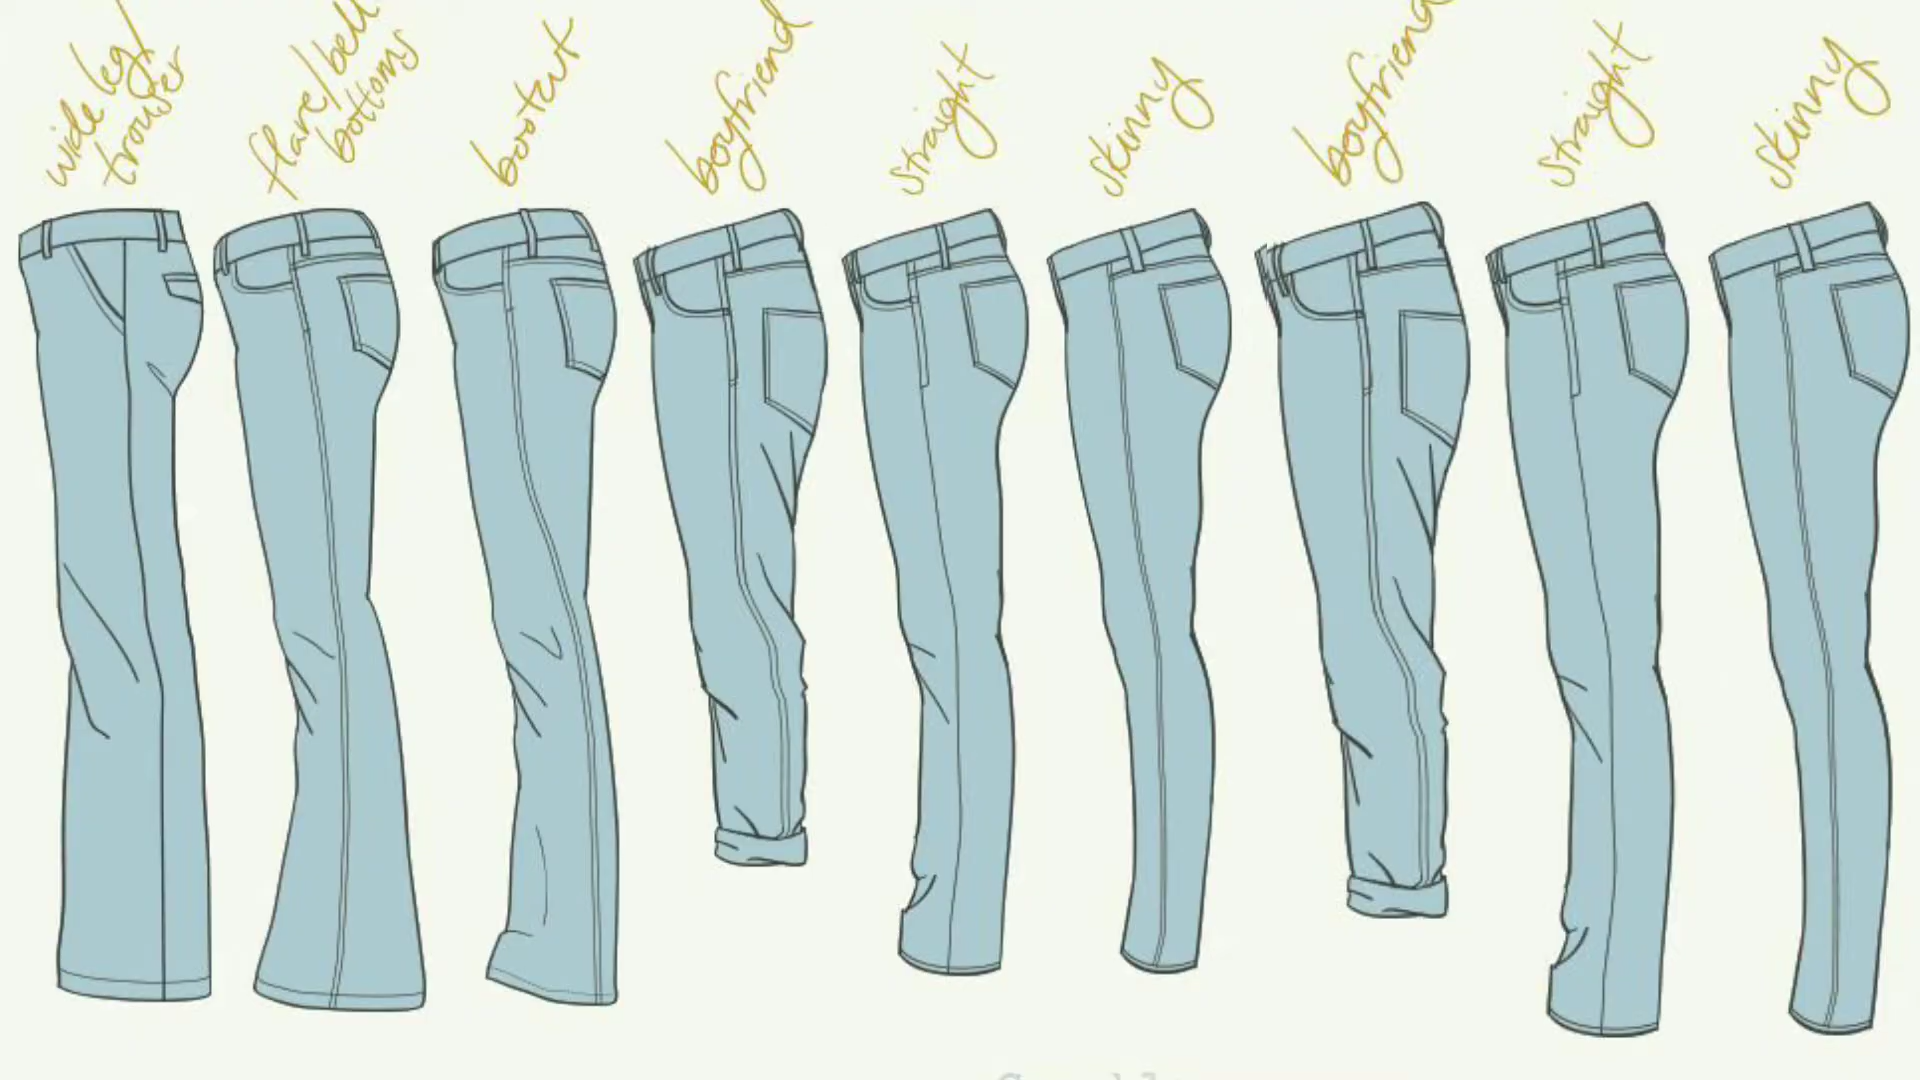 wide leg/
trouser
flare/bell
bottoms
bootcut
boyfriend
straight
skinny
boyfriend
straight
skinny